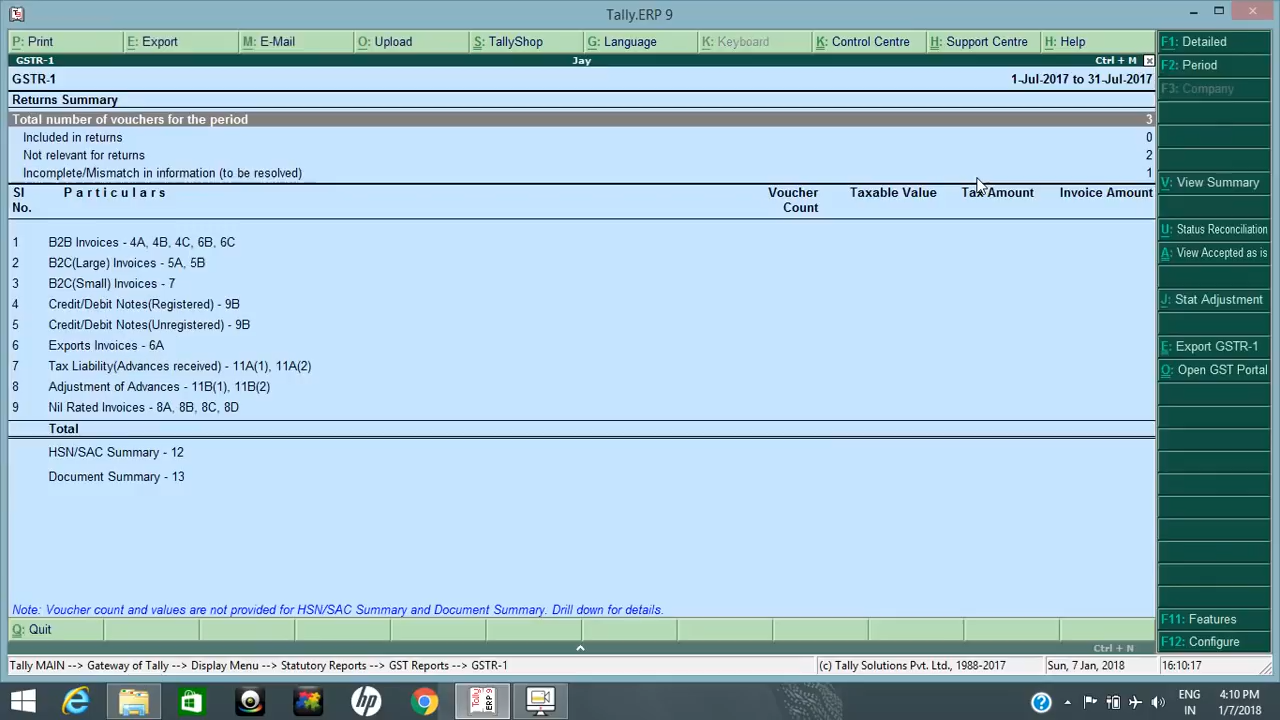 Tally.ERP 9
P: Print E: Export M: E-Mail O: Upload S: TallyShop G: Language K: Keyboard K: Control Centre H: Support Centre H: Help
GSTR-1 Jay Ctrl + M
GSTR-1 1-Jul-2017 to 31-Jul-2017
Returns Summary
Total number of vouchers for the period 3
Included in returns 0
Not relevant for returns 2
Incomplete/Mismatch in information (to be resolved) 1
Sl Particulars Voucher Taxable Value Tax Amount Invoice Amount
No. Count
1 B2B Invoices - 4A, 4B, 4C, 6B, 6C
2 B2C(Large) Invoices - 5A, 5B
3 B2C(Small) Invoices - 7
4 Credit/Debit Notes(Registered) - 9B
5 Credit/Debit Notes(Unregistered) - 9B
6 Exports Invoices - 6A
7 Tax Liability(Advances received) - 11A(1), 11A(2)
8 Adjustment of Advances - 11B(1), 11B(2)
9 Nil Rated Invoices - 8A, 8B, 8C, 8D
Total
HSN/SAC Summary - 12
Document Summary - 13
Note: Voucher count and values are not provided for HSN/SAC Summary and Document Summary. Drill down for details.
Q: Quit
Ctrl + N
F1: Detailed
F2: Period
F3: Company
V: View Summary
U: Status Reconciliation
A: View Accepted as is
J: Stat Adjustment
E: Export GSTR-1
O: Open GST Portal
F11: Features
F12: Configure
Tally MAIN --> Gateway of Tally --> Display Menu --> Statutory Reports --> GST Reports --> GSTR-1 (c) Tally Solutions Pvt. Ltd., 1988-2017 Sun, 7 Jan, 2018 16:10:17
hp
Tally
ERP 9
ENG 4:10 PM
IN 1/7/2018